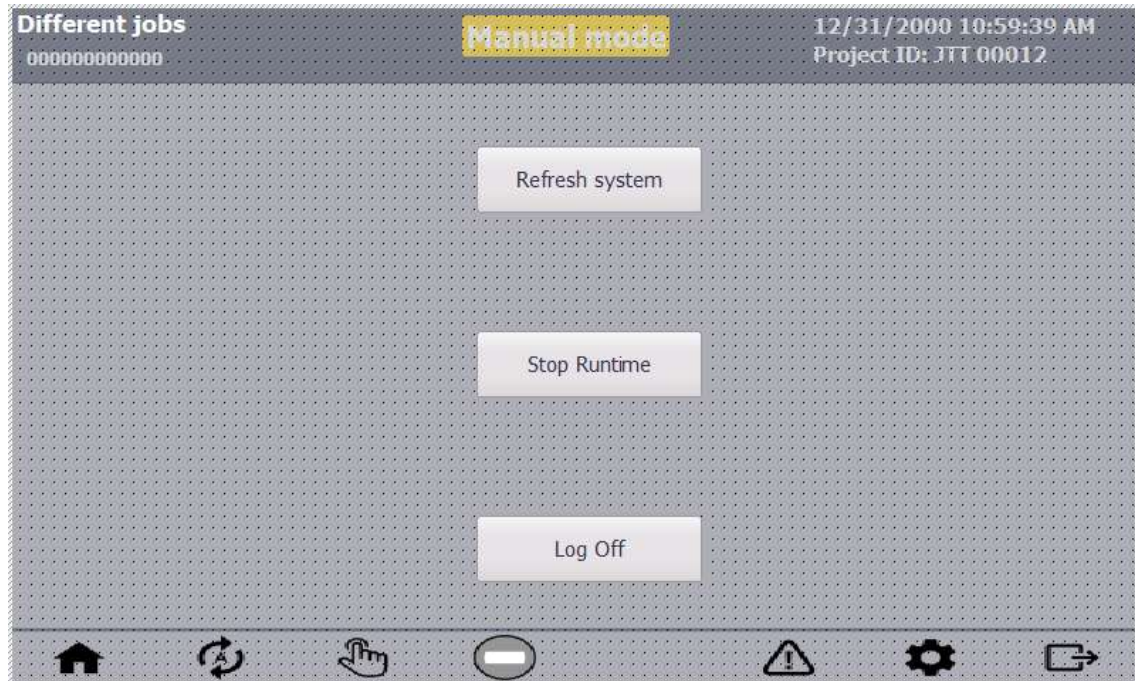 Different jobs
000000000000
Manual mode
12/31/2000 10:59:39 AM
Project ID: JTT 00012
Refresh system
Stop Runtime
Log Off
A